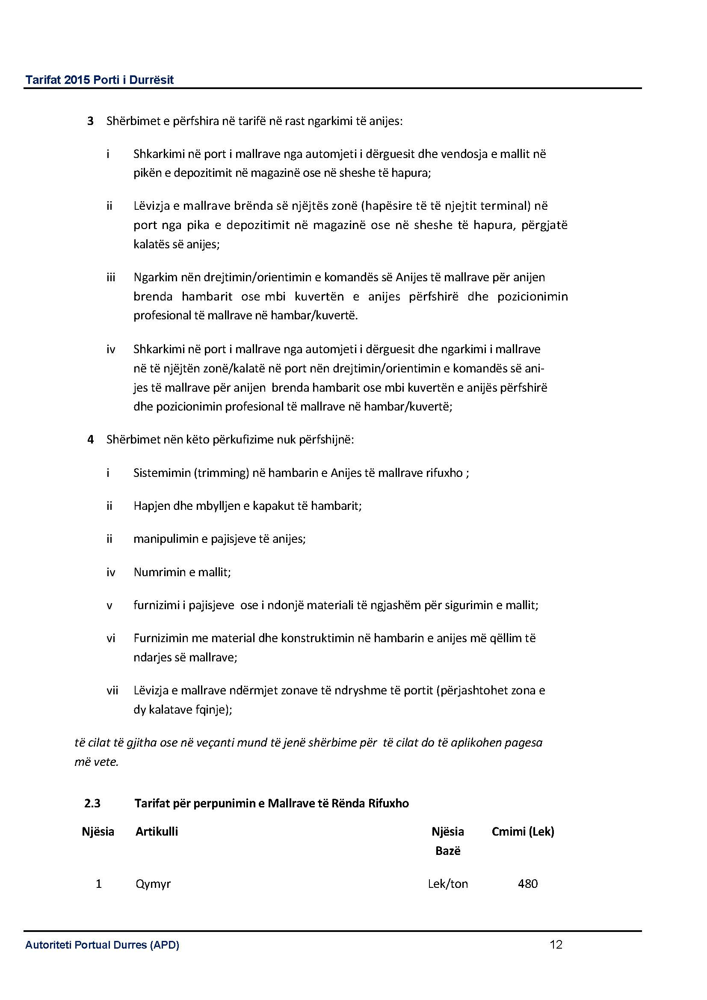 Tarifat 2015 Porti i Durrësit
3 Shërbimet e përfshira në tarifë në rast ngarkimi të anijes:
i Shkarkimi në port i mallrave nga automjeti i dërguesit dhe vendosja e mallit në
pikën e depozitimit në magazinë ose në sheshe të hapura;
ii Lëvizja e mallrave brënda së njëjtës zonë (hapësire të të njejtit terminal) në
port nga pika e depozitimit në magazinë ose në sheshe të hapura, përgjatë
kalatës së anijes;
iii Ngarkim nën drejtimin/orientimin e komandës së Anijes të mallrave për anijen
brenda hambarit ose mbi kuvertën e anijes përfshirë dhe pozicionimin
profesional të mallrave në hambar/kuvertë.
iv Shkarkimi në port i mallrave nga automjeti i dërguesit dhe ngarkimi i mallrave
në të njëjtën zonë/kalatë në port nën drejtimin/orientimin e komandës së ani-
jes të mallrave për anijen brenda hambarit ose mbi kuvertën e anijës përfshirë
dhe pozicionimin profesional të mallrave në hambar/kuvertë;
4 Shërbimet nën këto përkufizime nuk përfshijnë:
i Sistemimin (trimming) në hambarin e Anijes të mallrave rifuxho ;
ii Hapjen dhe mbylljen e kapakut të hambarit;
ii manipulimin e pajisjeve të anijes;
iv Numrimin e mallit;
v furnizimi i pajisjeve ose i ndonjë materiali të ngjashëm për sigurimin e mallit;
vi Furnizimin me material dhe konstruktimin në hambarin e anijes më qëllim të
ndarjes së mallrave;
vii Lëvizja e mallrave ndërmjet zonave të ndryshme të portit (përjashtohet zona e
dy kalatave fqinje);
të cilat të gjitha ose në veçanti mund të jenë shërbime për të cilat do të aplikohen pagesa
më vete.
2.3 Tarifat për perpunimin e Mallrave të Rënda Rifuxho
Njësia Artikulli Njësia Cmimi (Lek)
Bazë
1 Qymyr Lek/ton 480
Autoriteti Portual Durres (APD) 12